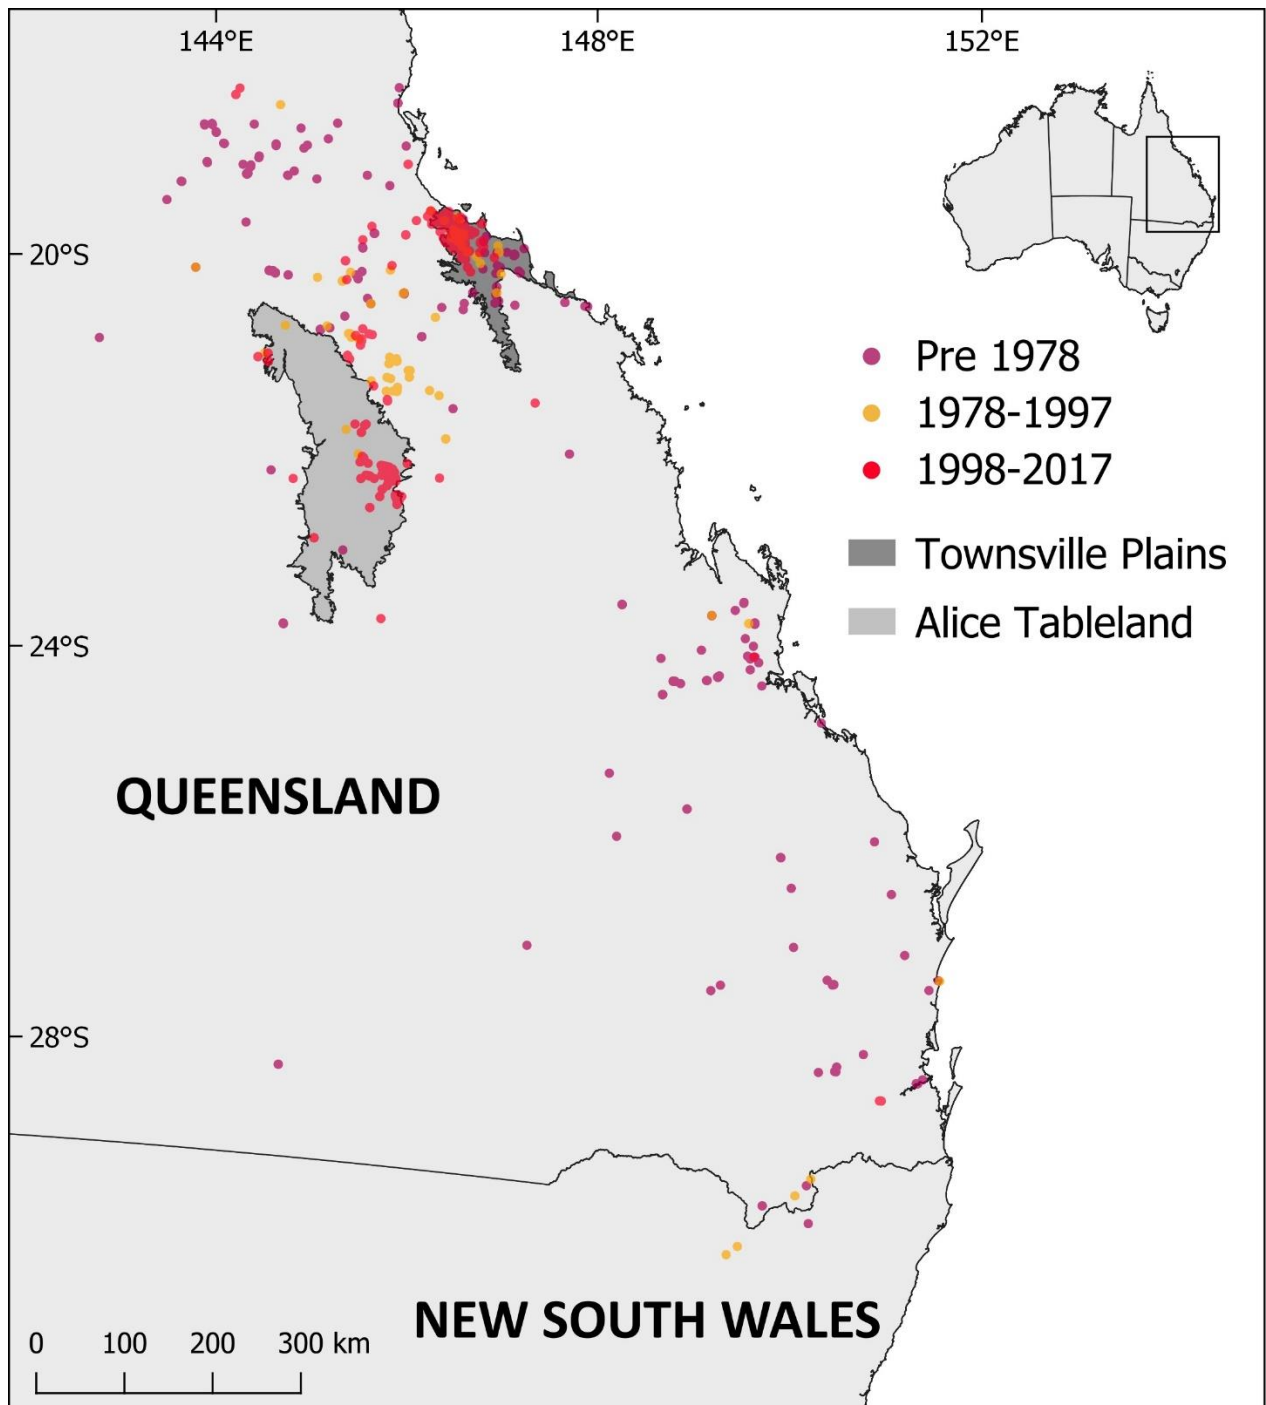 144°E
148°E
152°E
20°S
24°S
28°S
Pre 1978
1978-1997
1998-2017
Townsville Plains
Alice Tableland
QUEENSLAND
NEW SOUTH WALES
0 100 200 300 km